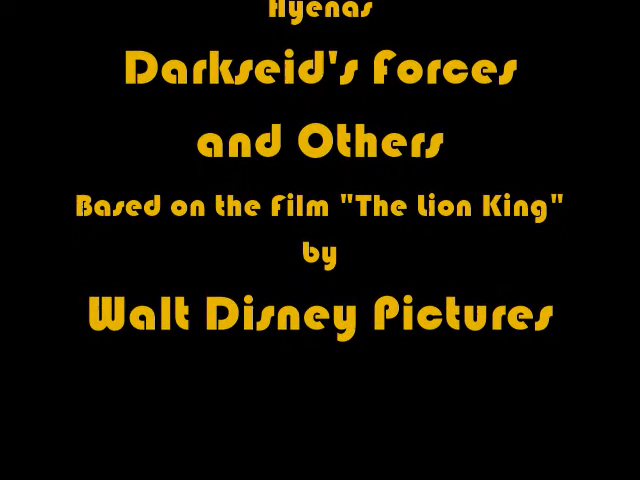 Hyenas
Darkseid's Forces
and Others
Based on the Film "The Lion King"
by
Walt Disney Pictures